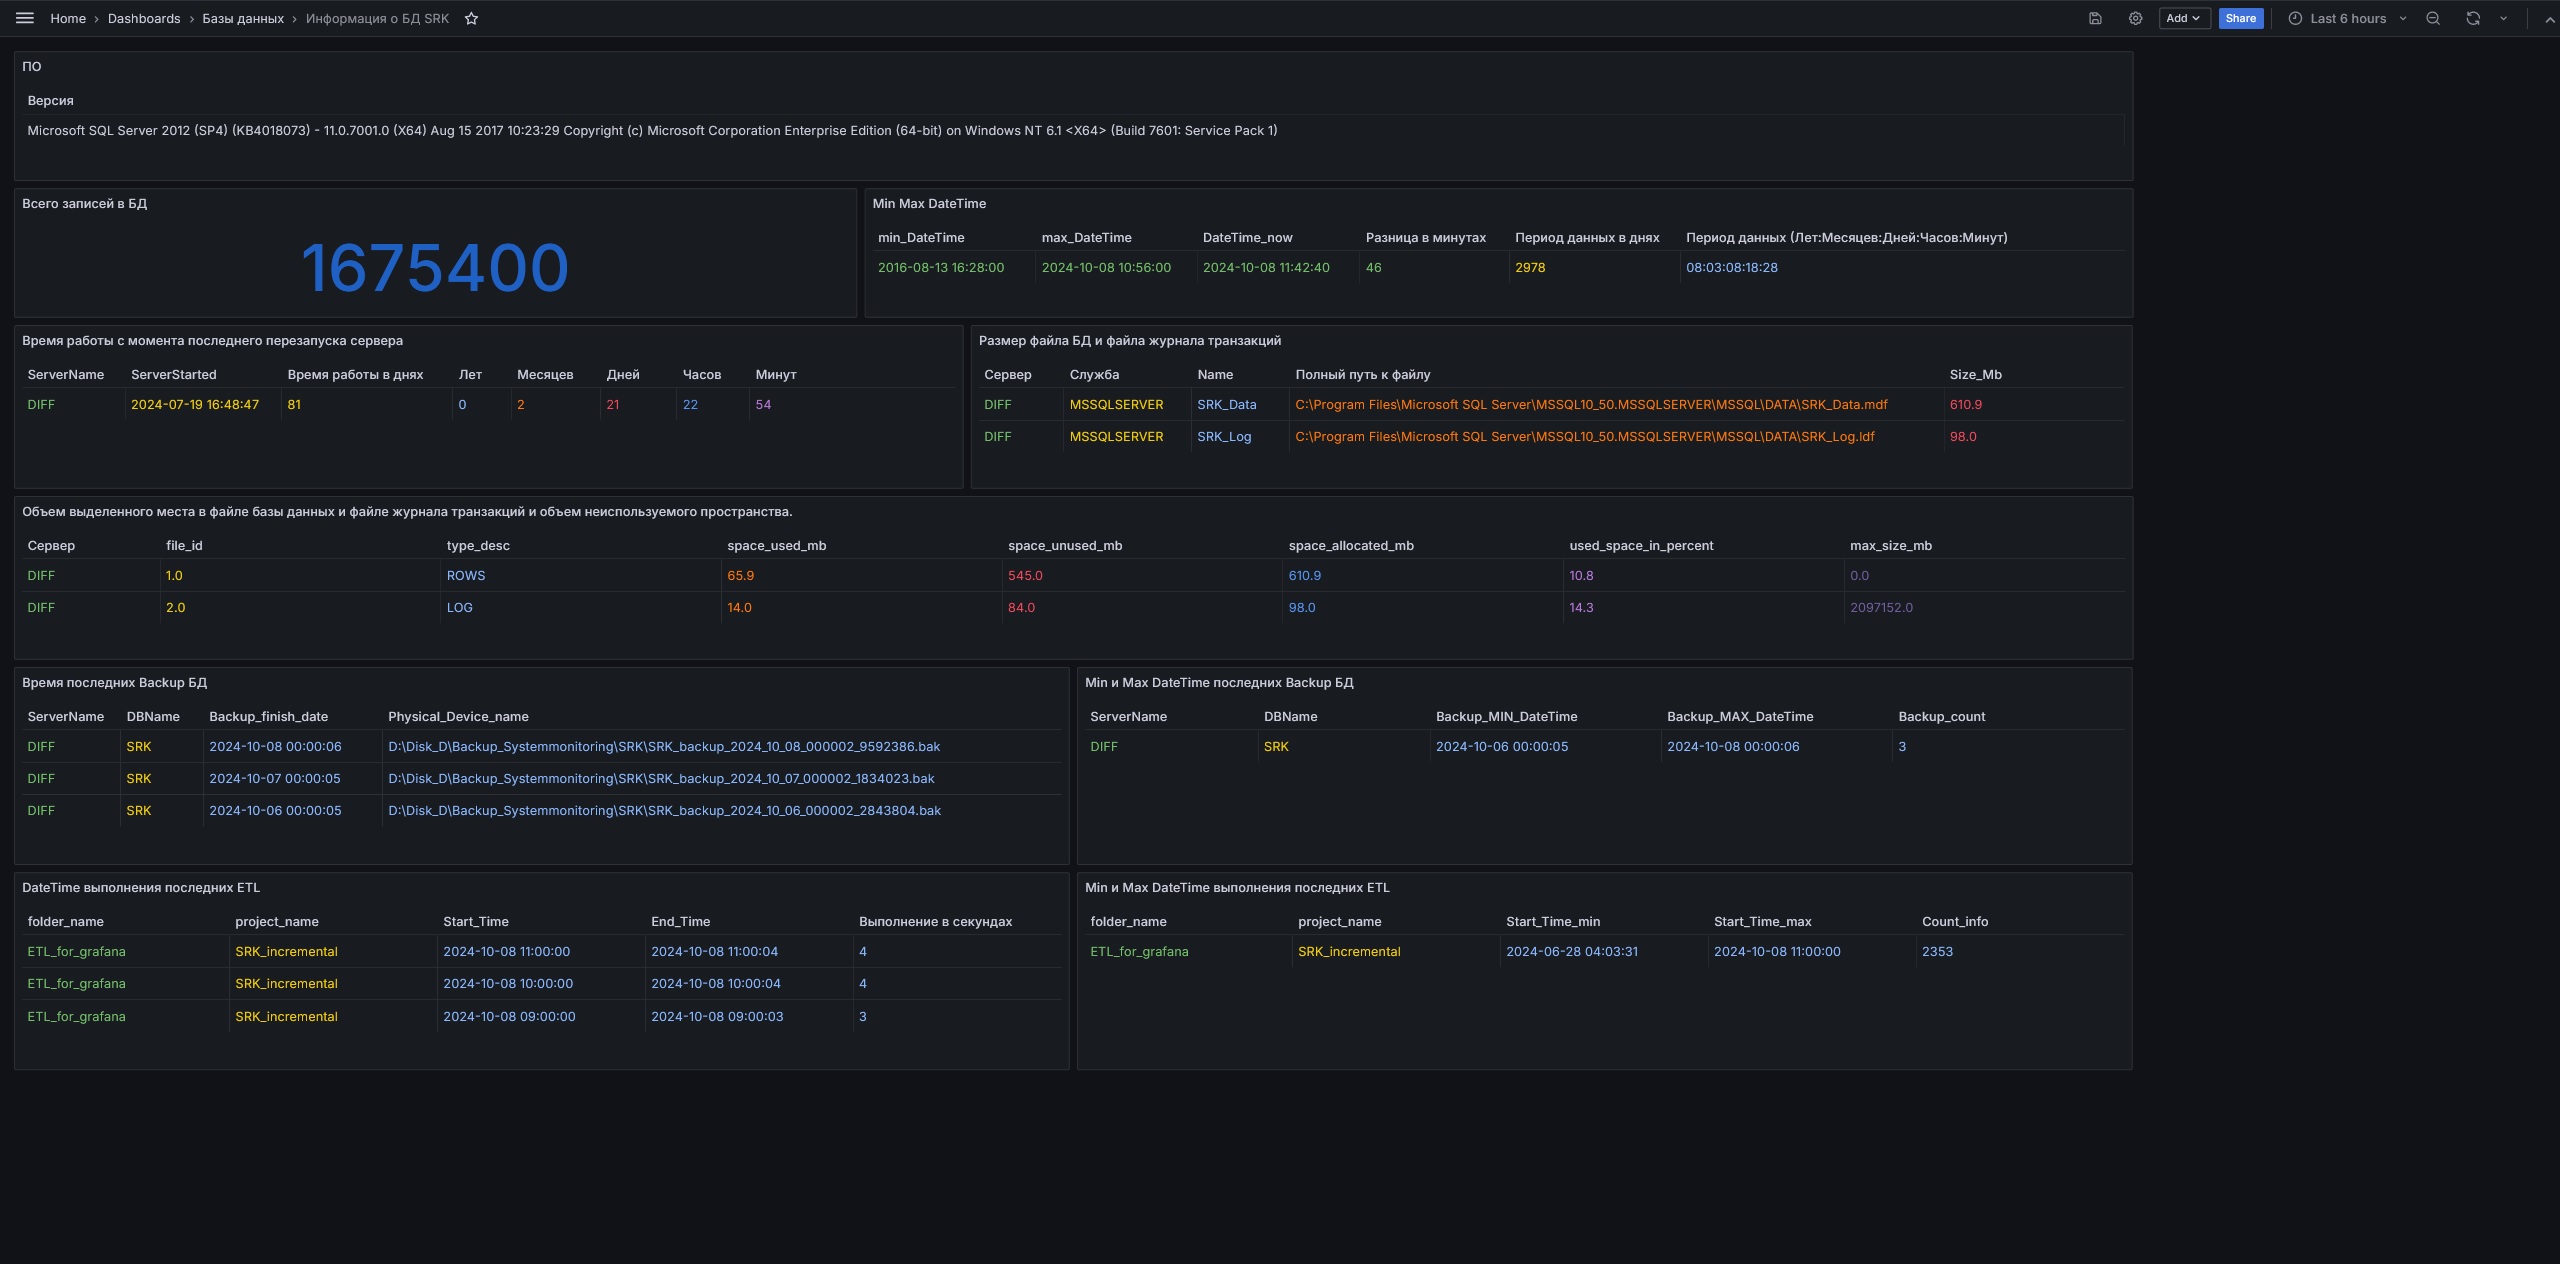 Home › Dashboards › Базы данных › Информация о БД SRK
Add Share Last 6 hours
ПО
Версия
Microsoft SQL Server 2012 (SP4) (KB4018073) - 11.0.7001.0 (X64) Aug 15 2017 10:23:29 Copyright (c) Microsoft Corporation Enterprise Edition (64-bit) on Windows NT 6.1 <X64> (Build 7601: Service Pack 1)
Всего записей в БД
1675400
Min Max DateTime
min_DateTime max_DateTime DateTime_now Разница в минутах Период данных в днях Период данных (Лет:Месяцев:Дней:Часов:Минут)
2016-08-13 16:28:00 2024-10-08 10:56:00 2024-10-08 11:42:40 46 2978 08:03:08:18:28
Время работы с момента последнего перезапуска сервера
ServerName ServerStarted Время работы в днях Лет Месяцев Дней Часов Минут
DIFF 2024-07-19 16:48:47 81 0 2 21 22 54
Размер файла БД и файла журнала транзакций
Сервер Служба Name Полный путь к файлу Size_Mb
DIFF MSSQLSERVER SRK_Data C:\Program Files\Microsoft SQL Server\MSSQL10_50.MSSQLSERVER\MSSQL\DATA\SRK_Data.mdf 610.9
DIFF MSSQLSERVER SRK_Log C:\Program Files\Microsoft SQL Server\MSSQL10_50.MSSQLSERVER\MSSQL\DATA\SRK_Log.ldf 98.0
Объем выделенного места в файле базы данных и файле журнала транзакций и объем неиспользуемого пространства.
Сервер file_id type_desc space_used_mb space_unused_mb space_allocated_mb used_space_in_percent max_size_mb
DIFF 1.0 ROWS 65.9 545.0 610.9 10.8 0.0
DIFF 2.0 LOG 14.0 84.0 98.0 14.3 2097152.0
Время последних Backup БД
ServerName DBName Backup_finish_date Physical_Device_name
DIFF SRK 2024-10-08 00:00:06 D:\Disk_D\Backup_Systemmonitoring\SRK\SRK_backup_2024_10_08_000002_9592386.bak
DIFF SRK 2024-10-07 00:00:05 D:\Disk_D\Backup_Systemmonitoring\SRK\SRK_backup_2024_10_07_000002_1834023.bak
DIFF SRK 2024-10-06 00:00:05 D:\Disk_D\Backup_Systemmonitoring\SRK\SRK_backup_2024_10_06_000002_2843804.bak
Min и Max DateTime последних Backup БД
ServerName DBName Backup_MIN_DateTime Backup_MAX_DateTime Backup_count
DIFF SRK 2024-10-06 00:00:05 2024-10-08 00:00:06 3
DateTime выполнения последних ETL
folder_name project_name Start_Time End_Time Выполнение в секундах
ETL_for_grafana SRK_incremental 2024-10-08 11:00:00 2024-10-08 11:00:04 4
ETL_for_grafana SRK_incremental 2024-10-08 10:00:00 2024-10-08 10:00:04 4
ETL_for_grafana SRK_incremental 2024-10-08 09:00:00 2024-10-08 09:00:03 3
Min и Max DateTime выполнения последних ETL
folder_name project_name Start_Time_min Start_Time_max Count_info
ETL_for_grafana SRK_incremental 2024-06-28 04:03:31 2024-10-08 11:00:00 2353